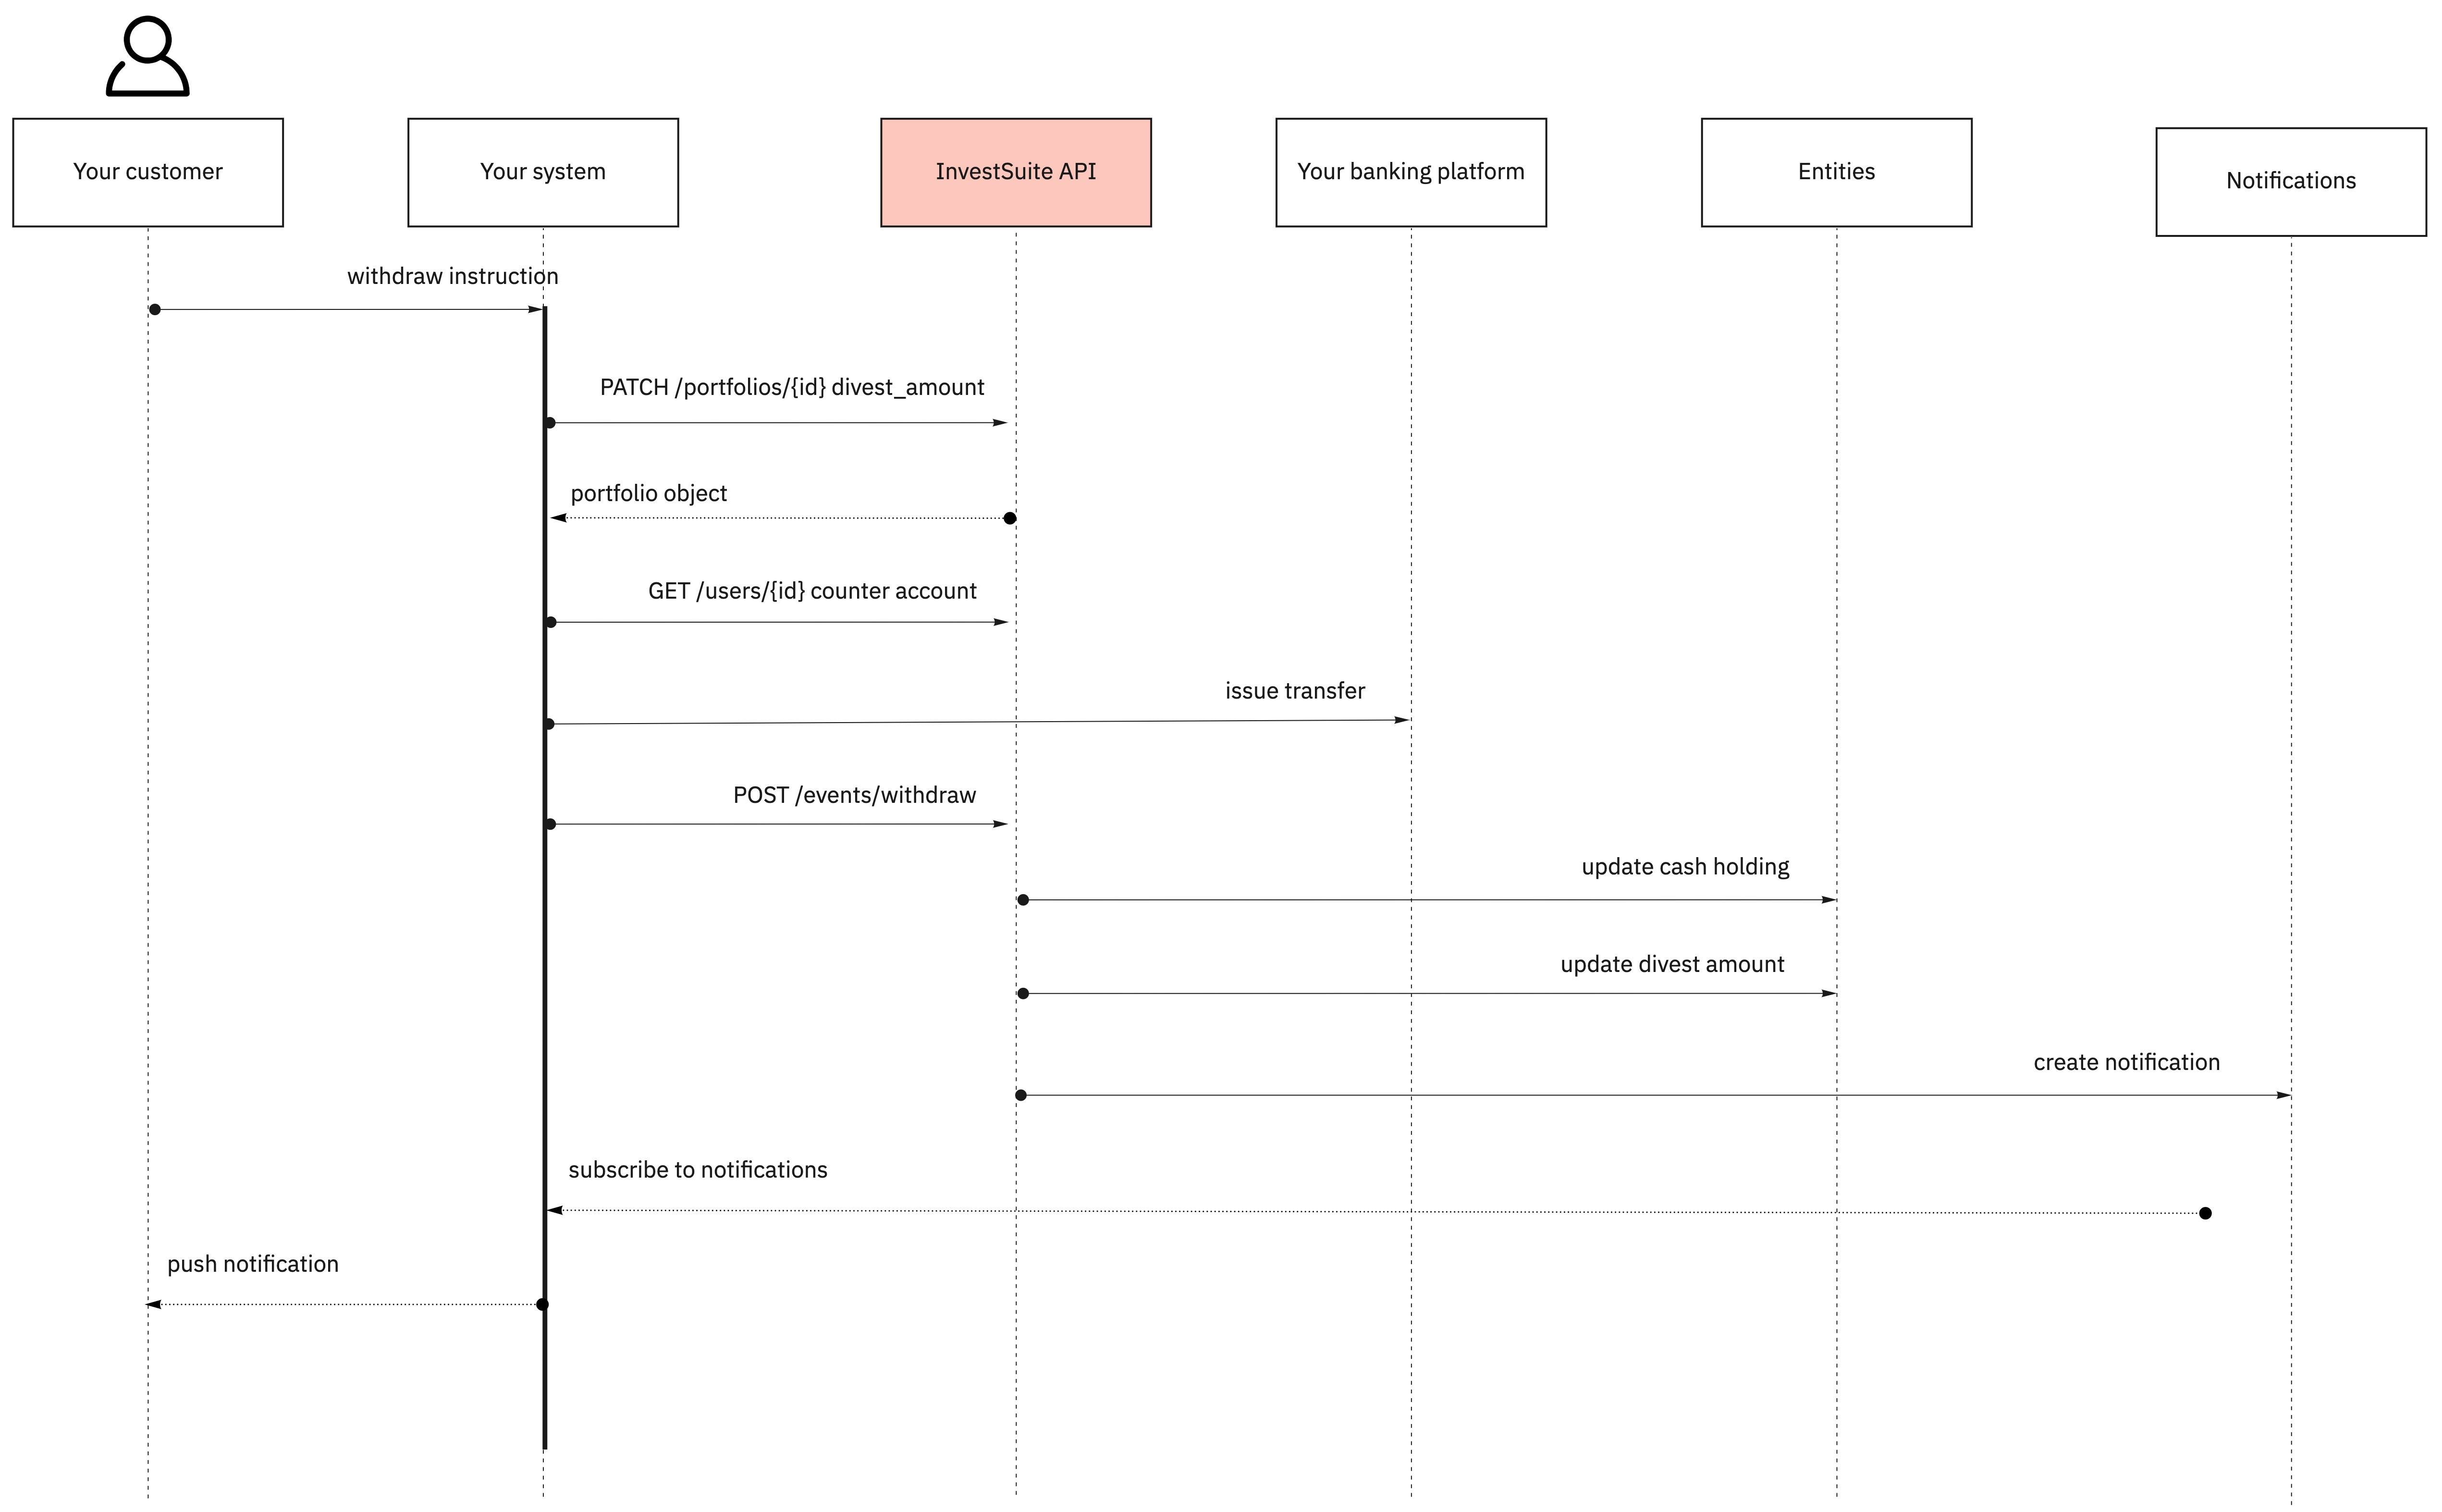 Your customer
Your system
InvestSuite API
Your banking platform
Entities
Notifications
withdraw instruction
PATCH /portfolios/{id} divest_amount
portfolio object
GET /users/{id} counter account
issue transfer
POST /events/withdraw
update cash holding
update divest amount
create notification
subscribe to notifications
push notification